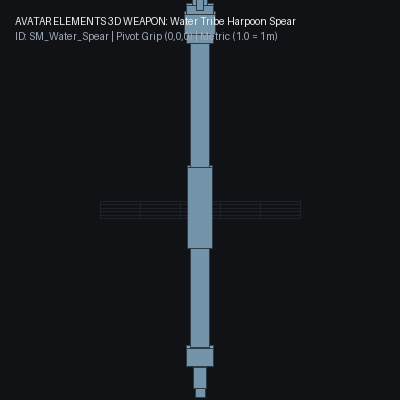 AVATAR ELEMENTS 3D WEAPON: Water Tribe Harpoon Spear
ID: SM_Water_Spear | Pivot: Grip (0,0,0) | Metric (1.0 = 1m)